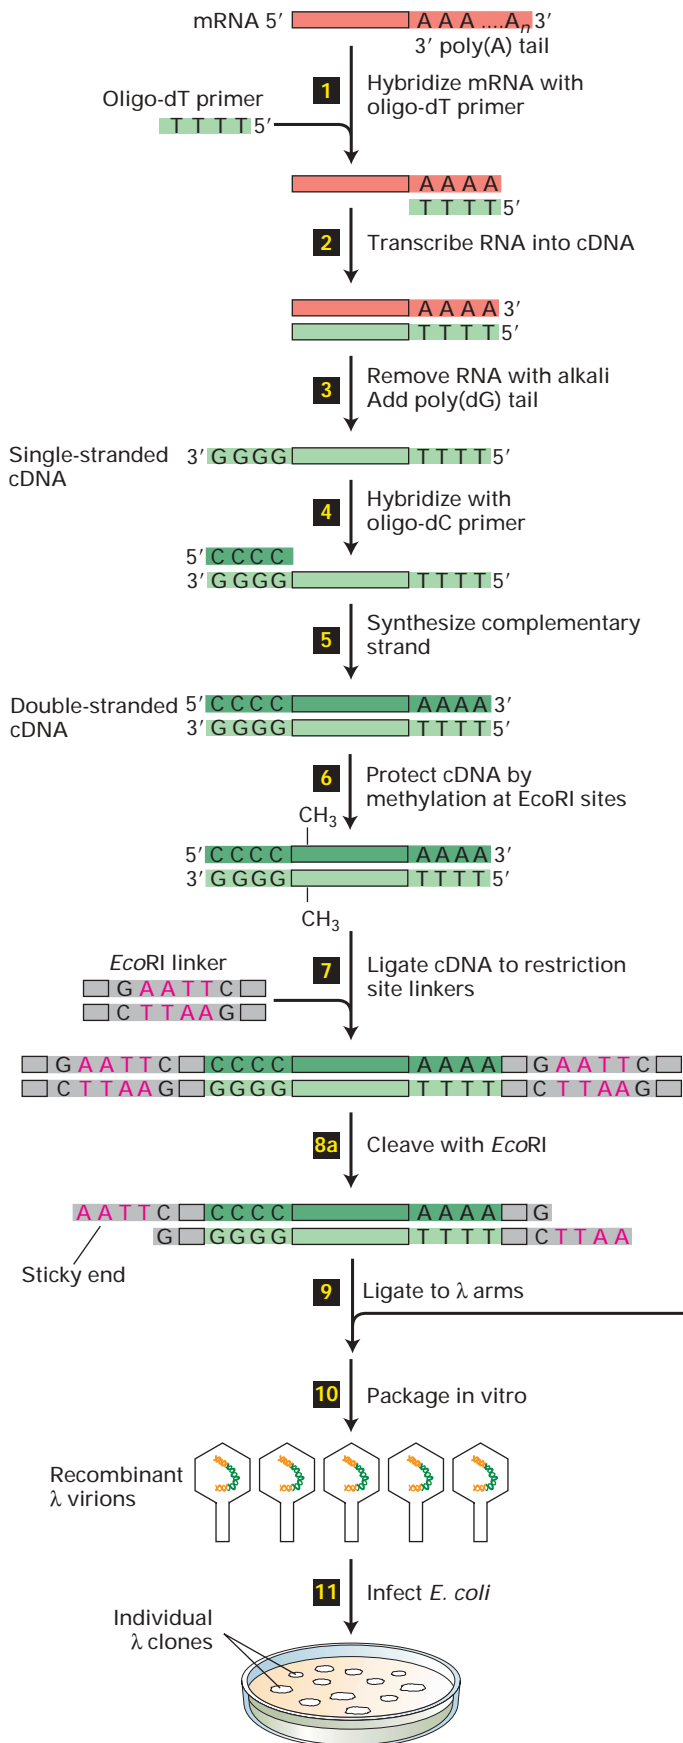 mRNA 5′ A A A ....Aₙ 3′
3′ poly(A) tail
1 Hybridize mRNA with
oligo-dT primer
Oligo-dT primer
T T T T 5′
A A A A
T T T T 5′
2 Transcribe RNA into cDNA
A A A A 3′
T T T T 5′
3 Remove RNA with alkali
Add poly(dG) tail
Single-stranded
cDNA
3′ G G G G T T T T 5′
4 Hybridize with
oligo-dC primer
5′ C C C C
3′ G G G G T T T T 5′
5 Synthesize complementary
strand
Double-stranded
cDNA
5′ C C C C A A A A 3′
3′ G G G G T T T T 5′
6 Protect cDNA by
methylation at EcoRI sites
CH₃
5′ C C C C A A A A 3′
3′ G G G G T T T T 5′
CH₃
EcoRI linker
G A A T T C
C T T A A G
7 Ligate cDNA to restriction
site linkers
G A A T T C C C C C A A A A G A A T T C
C T T A A G G G G G T T T T C T T A A G
8a Cleave with EcoRI
A A T T C C C C C A A A A G
G G G G G T T T T C T T A A
Sticky end
9 Ligate to λ arms
10 Package in vitro
Recombinant
λ virions
11 Infect E. coli
Individual
λ clones